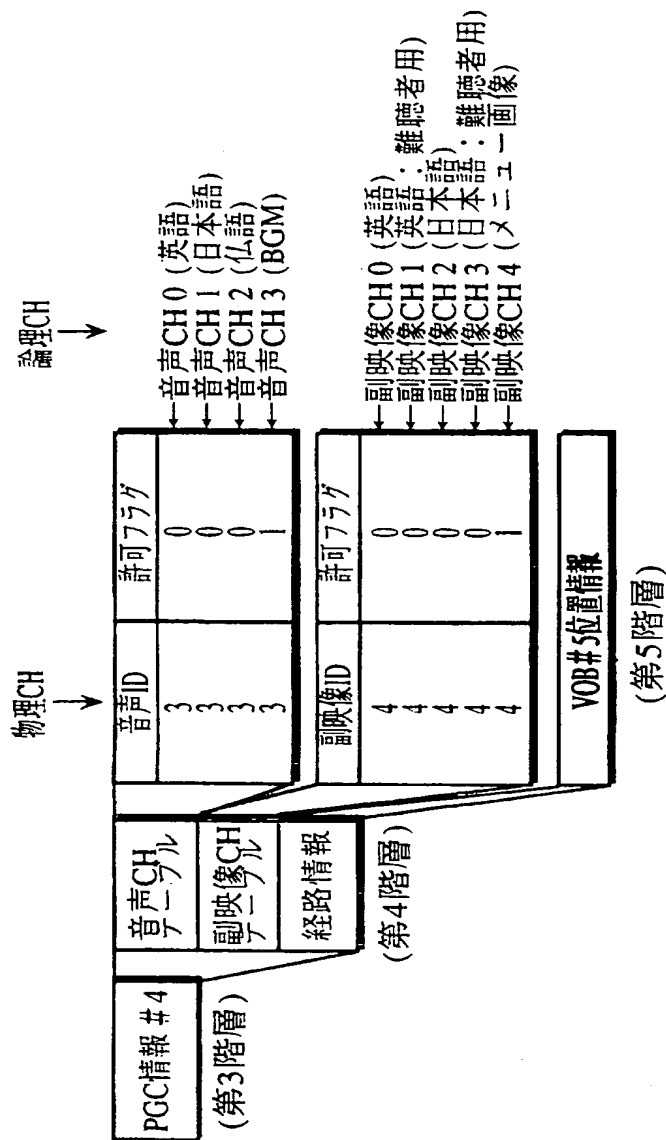 物理CH
論理CH
PGC情報#4
(第3階層)
音声CH
テーブル
副映像CH
テーブル
経路情報
(第4階層)
音声ID
許可フラグ
3
0
音声CH 0 (英語)
3
0
音声CH 1 (日本語)
3
0
音声CH 2 (仏語)
3
1
音声CH 3 (BGM)
副映像ID
許可フラグ
4
0
副映像CH 0 (英語)
4
0
副映像CH 1 (英語：難聴者用)
4
0
副映像CH 2 (日本語)
4
0
副映像CH 3 (日本語：難聴者用)
4
1
副映像CH 4 (メニュー画像)
VOB#5位置情報
(第5階層)